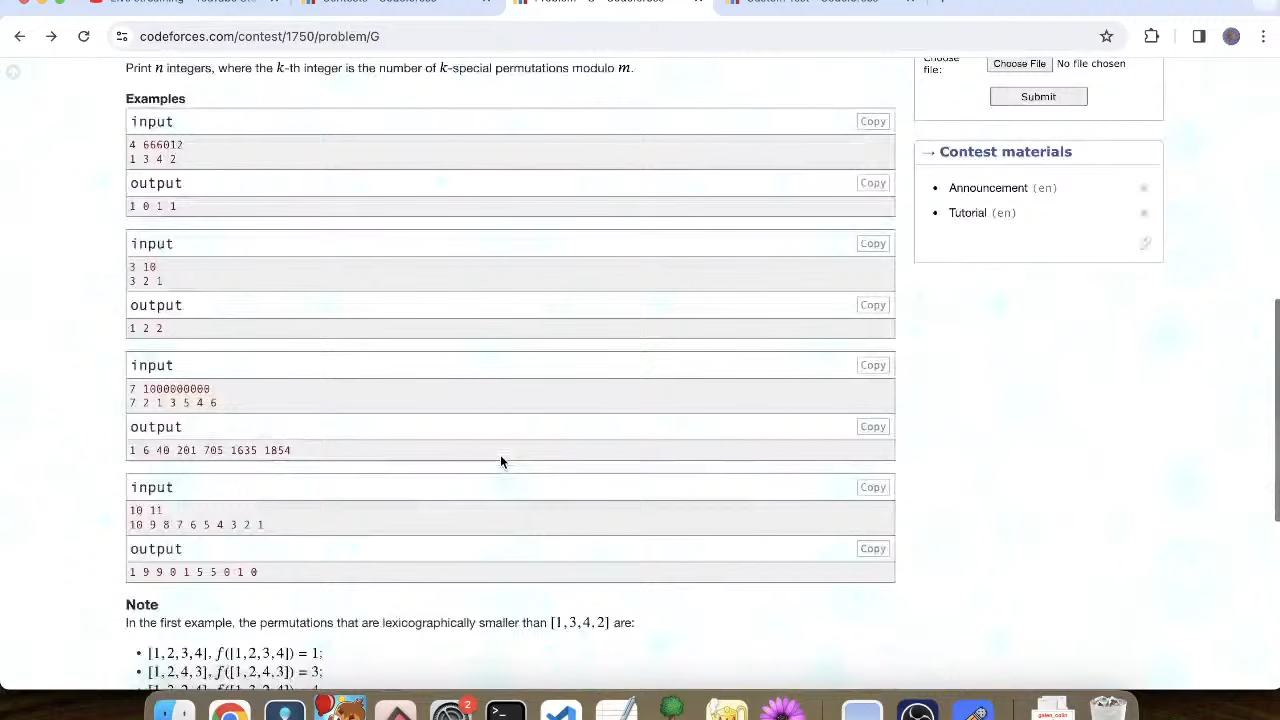 codeforces.com/contest/1750/problem/G
Print n integers, where the k-th integer is the number of k-special permutations modulo m.
Examples
input
Copy
4 666012
1 3 4 2
output
Copy
1 0 1 1
input
Copy
3 10
3 2 1
output
Copy
1 2 2
input
Copy
7 1000000000
7 2 1 3 5 4 6
output
Copy
1 6 40 201 705 1635 1854
input
Copy
10 11
10 9 8 7 6 5 4 3 2 1
output
Copy
1 9 9 0 1 5 5 0 1 0
Note
In the first example, the permutations that are lexicographically smaller than [1, 3, 4, 2] are:
• [1, 2, 3, 4], f([1, 2, 3, 4]) = 1;
• [1, 2, 4, 3], f([1, 2, 4, 3]) = 3;
file:
Choose File
No file chosen
Submit
→ Contest materials
• Announcement (en)
• Tutorial (en)
2
galen_colin